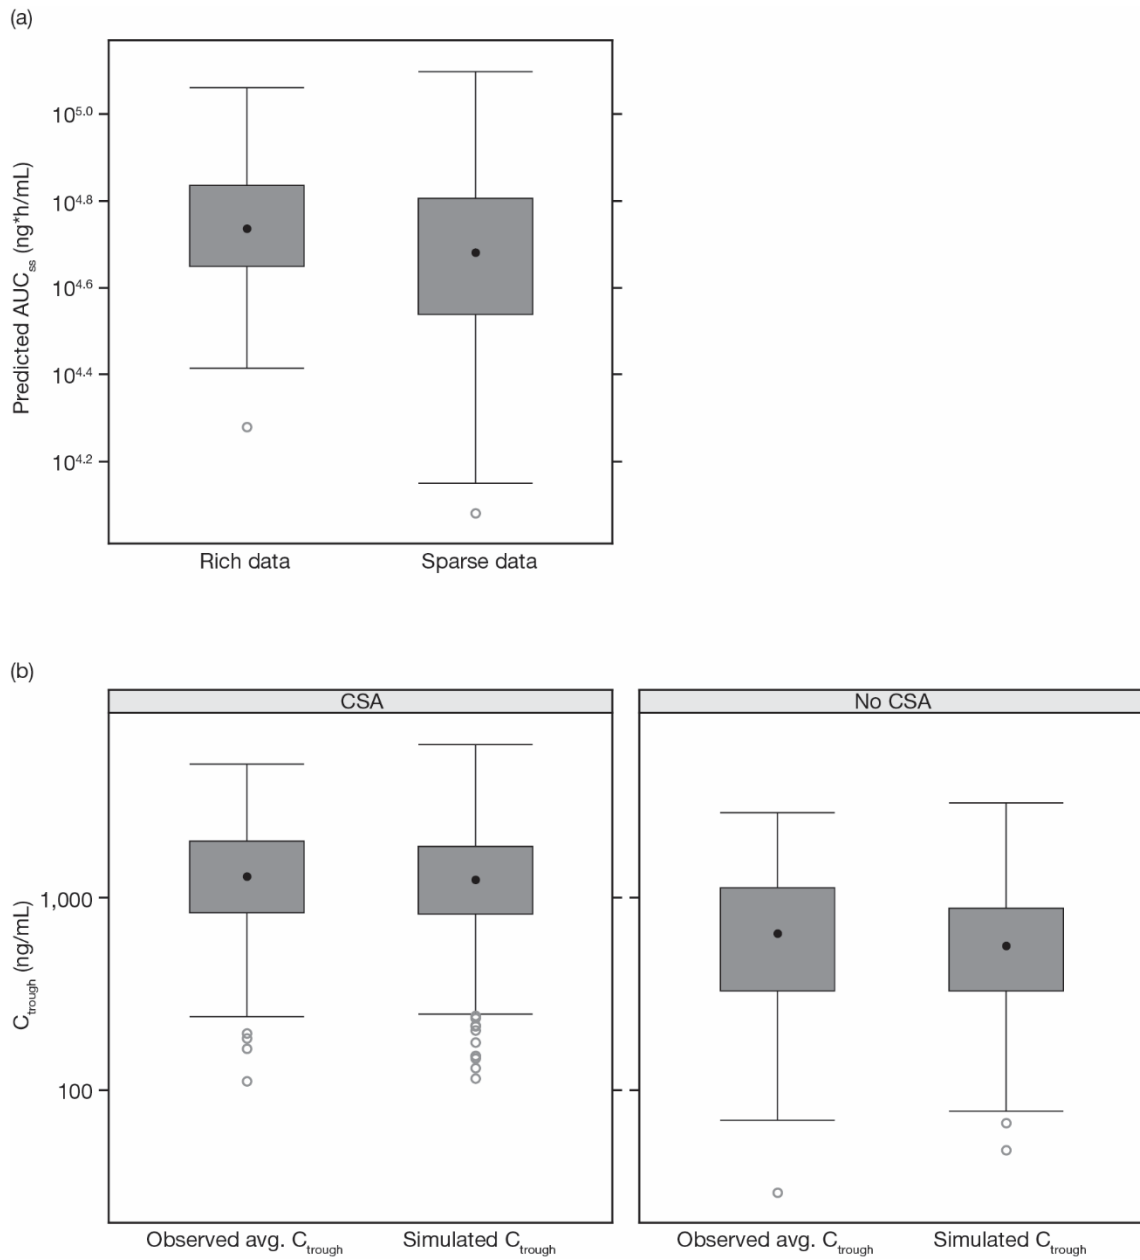 (a)
Predicted AUCss (ng*h/mL)
10^5.0
10^4.8
10^4.6
10^4.4
10^4.2
Rich data
Sparse data
(b)
CSA
No CSA
Ctrough (ng/mL)
1,000
100
Observed avg. Ctrough
Simulated Ctrough
Observed avg. Ctrough
Simulated Ctrough